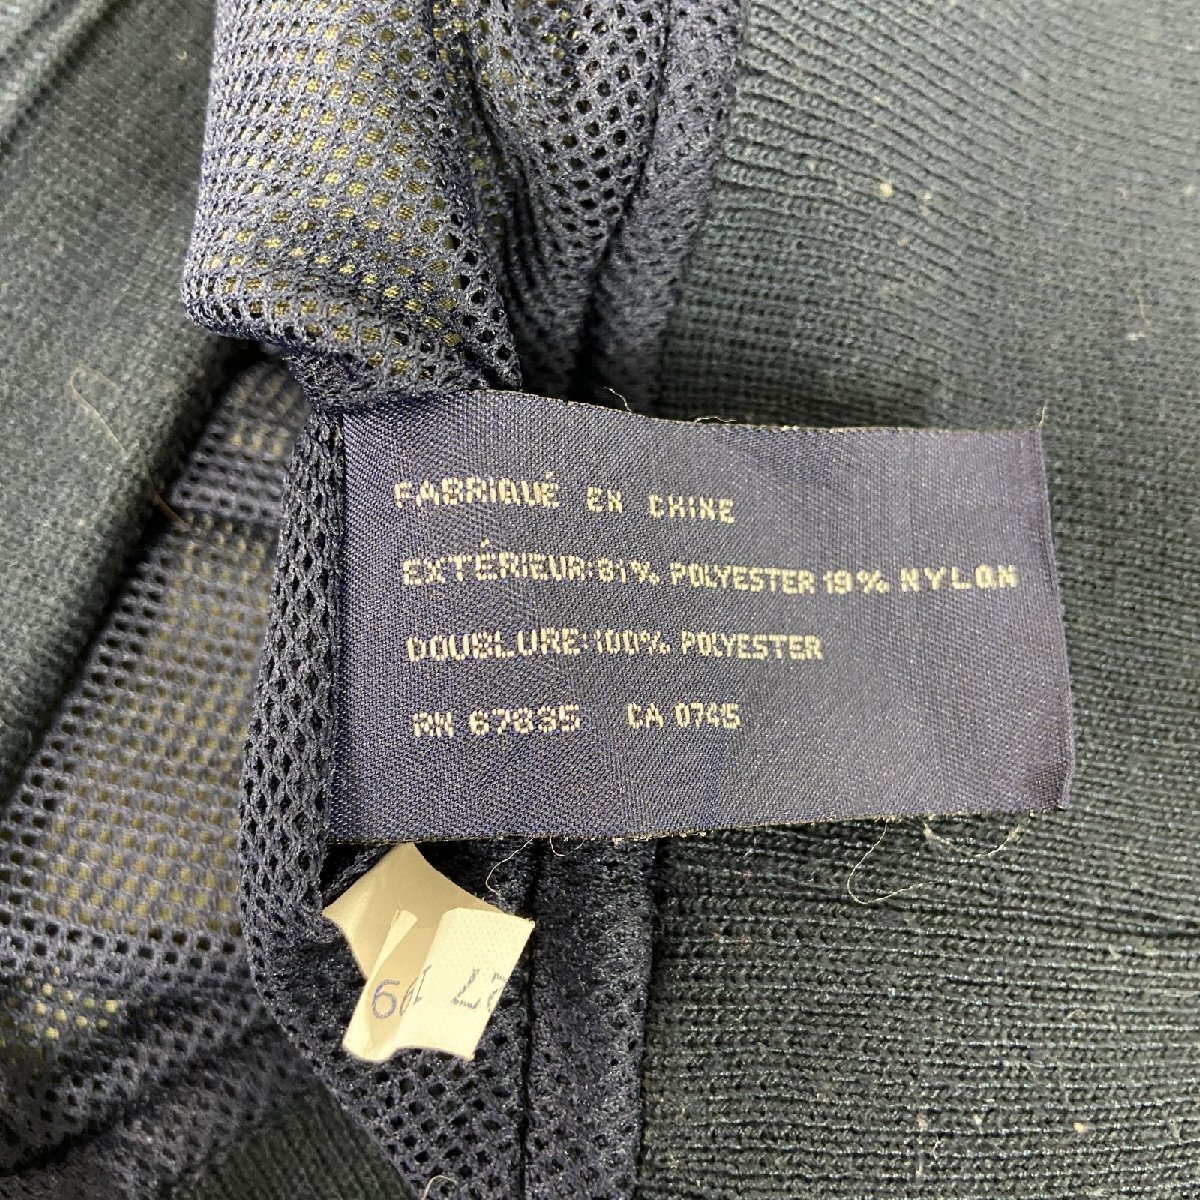 FABRIQUÉ EN CHINE
EXTÉRIEUR:81% POLYESTER 19% NYLON
DOUBLURE:100% POLYESTER
RN 67835 CA 0745